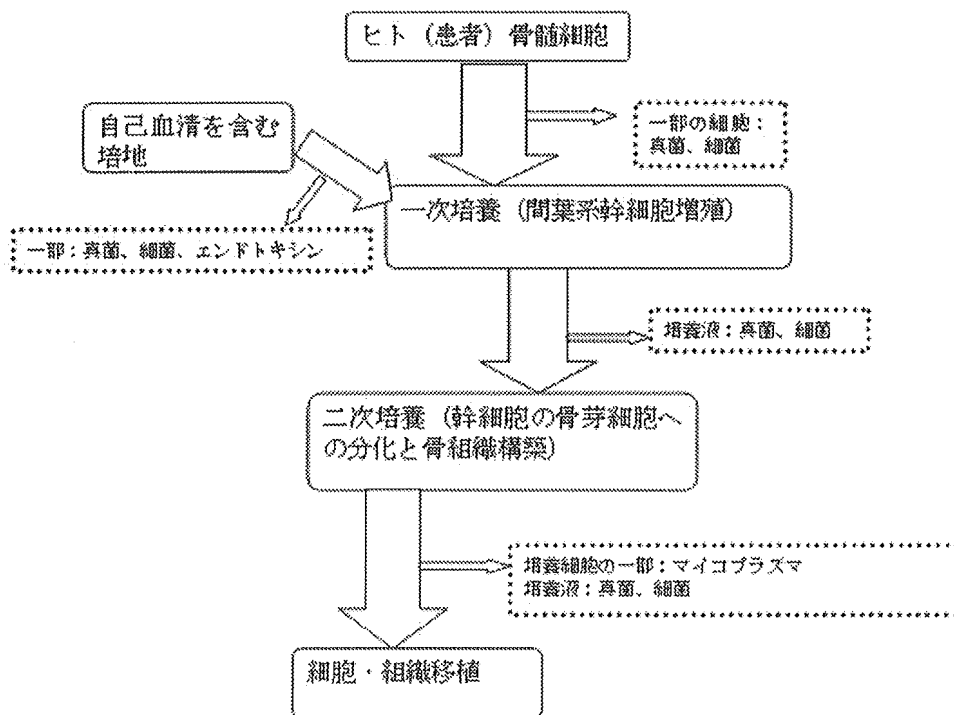 ヒト（患者）骨髄細胞
自己血清を含む
培地
一部の細胞：
真菌、細菌
一次培養（間葉系幹細胞増殖）
一部：真菌、細菌、エンドトキシン
培養液：真菌、細菌
二次培養（幹細胞の骨芽細胞へ
の分化と骨組織構築）
培養細胞の一部：マイコプラズマ
培養液：真菌、細菌
細胞・組織移植